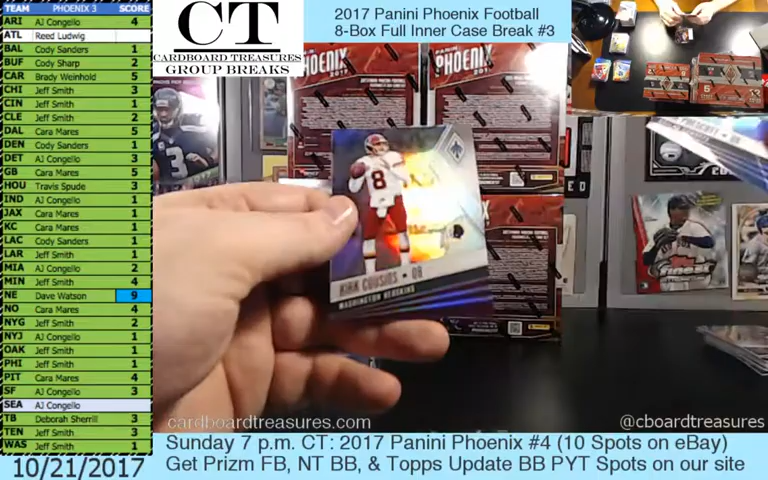 TEAM PHOENIX 3 SCORE
ARI AJ Congello 4
ATL Reed Ludwig
BAL Cody Sanders 1
BUF Cody Sharp 2
CAR Brady Weinhold 5
CHI Jeff Smith 3
CIN Jeff Smith 1
CLE Jeff Smith 2
DAL Cara Mares 5
DEN Cody Sanders 1
DET AJ Congello 3
GB Cara Mares 5
HOU Travis Spude 3
IND AJ Congello 1
JAX Cara Mares 1
KC Cara Mares 1
LAC Cody Sanders 1
LAR Jeff Smith 1
MIA AJ Congello 2
MIN Jeff Smith 4
NE Dave Watson 9
NO Cara Mares 4
NYG Jeff Smith 2
NYJ AJ Congello 1
OAK Jeff Smith 1
PHI Jeff Smith 1
PIT Cara Mares 4
SF AJ Congello 3
SEA AJ Congello
TB Deborah Sherrill 3
TEN Jeff Smith 3
WAS Jeff Smith 1
10/21/2017
CT
CARDBOARD TREASURES
GROUP BREAKS
2017 Panini Phoenix Football
8-Box Full Inner Case Break #3
PHOENIX
PHOENIX
8
KIRK COUSINS • QB
WASHINGTON REDSKINS
cardboardtreasures.com
@cboardtreasures
Sunday 7 p.m. CT: 2017 Panini Phoenix #4 (10 Spots on eBay)
Get Prizm FB, NT BB, & Topps Update BB PYT Spots on our site